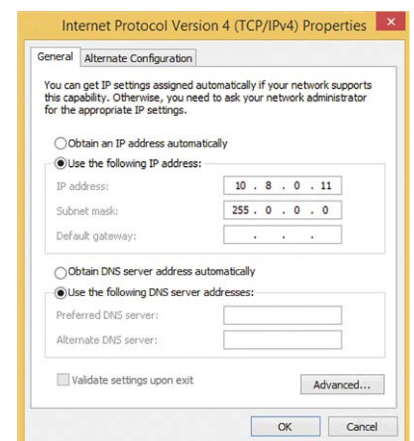 Internet Protocol Version 4 (TCP/IPv4) Properties
General
Alternate Configuration
You can get IP settings assigned automatically if your network supports
this capability. Otherwise, you need to ask your network administrator
for the appropriate IP settings.
Obtain an IP address automatically
Use the following IP address:
IP address: 10 . 8 . 0 . 11
Subnet mask: 255 . 0 . 0 . 0
Default gateway: . . .
Obtain DNS server address automatically
Use the following DNS server addresses:
Preferred DNS server:
Alternate DNS server:
Validate settings upon exit
Advanced...
OK Cancel